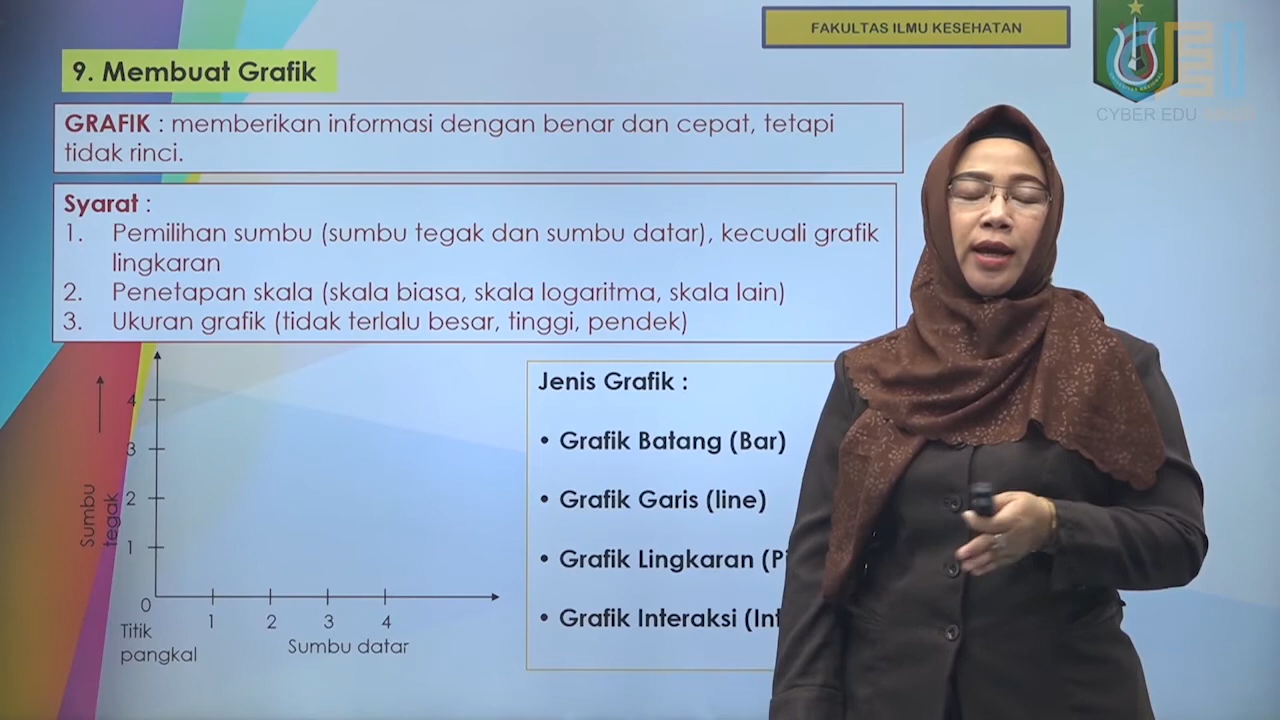 FAKULTAS ILMU KESEHATAN
CYBER EDU
9. Membuat Grafik
GRAFIK : memberikan informasi dengan benar dan cepat, tetapi
tidak rinci.
Syarat :
1. Pemilihan sumbu (sumbu tegak dan sumbu datar), kecuali grafik
lingkaran
2. Penetapan skala (skala biasa, skala logaritma, skala lain)
3. Ukuran grafik (tidak terlalu besar, tinggi, pendek)
4
3
2
1
Sumbu
tegak
0
1 2 3 4
Titik
pangkal
Sumbu datar
Jenis Grafik :
• Grafik Batang (Bar)
• Grafik Garis (line)
• Grafik Lingkaran
• Grafik Interaksi